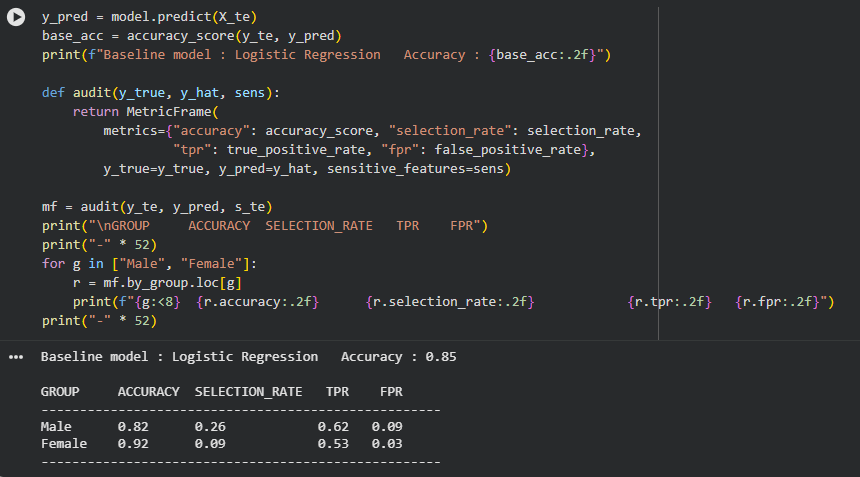 y_pred = model.predict(X_te)
base_acc = accuracy_score(y_te, y_pred)
print(f"Baseline model : Logistic Regression   Accuracy : {base_acc:.2f}")

def audit(y_true, y_hat, sens):
    return MetricFrame(
        metrics={"accuracy": accuracy_score, "selection_rate": selection_rate,
                 "tpr": true_positive_rate, "fpr": false_positive_rate},
        y_true=y_true, y_pred=y_hat, sensitive_features=sens)

mf = audit(y_te, y_pred, s_te)
print("\nGROUP     ACCURACY  SELECTION_RATE   TPR    FPR")
print("-" * 52)
for g in ["Male", "Female"]:
    r = mf.by_group.loc[g]
    print(f"{g:<8}  {r.accuracy:.2f}      {r.selection_rate:.2f}            {r.tpr:.2f}   {r.fpr:.2f}")
print("-" * 52)

Baseline model : Logistic Regression   Accuracy : 0.85

GROUP     ACCURACY  SELECTION_RATE   TPR    FPR
----------------------------------------------------
Male      0.82      0.26            0.62   0.09
Female    0.92      0.09            0.53   0.03
----------------------------------------------------